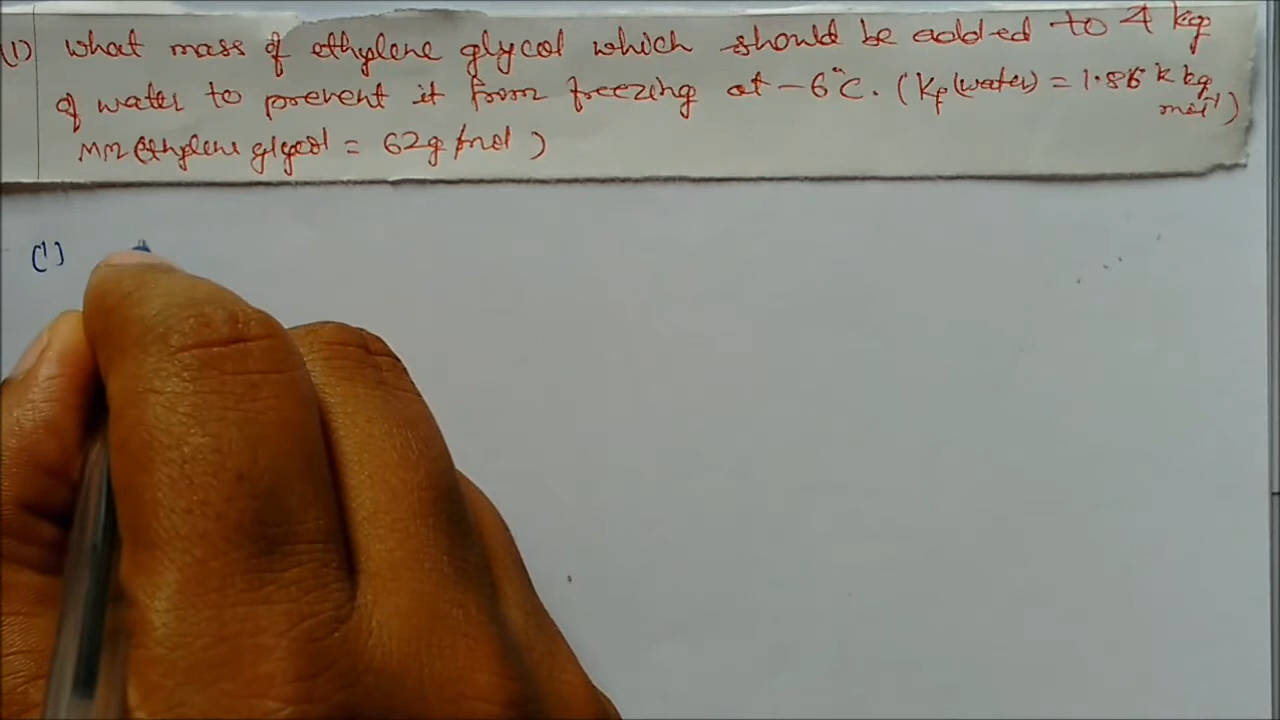 (1) what mass of ethylene glycol which should be added to 4 kg
of water to prevent it from freezing at -6°C. (Kf(water) = 1.86 K kg
mol⁻¹)
MM (ethylene glycol = 62g/mol)
(1)